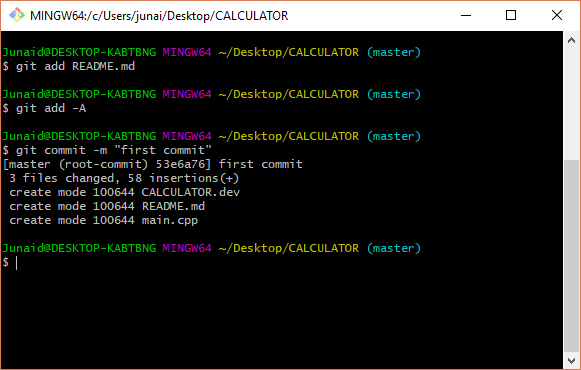 MINGW64:/c/Users/junai/Desktop/CALCULATOR
Junaid@DESKTOP-KABTBNG MINGW64 ~/Desktop/CALCULATOR (master)
$ git add README.md
Junaid@DESKTOP-KABTBNG MINGW64 ~/Desktop/CALCULATOR (master)
$ git add -A
Junaid@DESKTOP-KABTBNG MINGW64 ~/Desktop/CALCULATOR (master)
$ git commit -m "first commit"
[master (root-commit) 53e6a76] first commit
 3 files changed, 58 insertions(+)
 create mode 100644 CALCULATOR.dev
 create mode 100644 README.md
 create mode 100644 main.cpp
Junaid@DESKTOP-KABTBNG MINGW64 ~/Desktop/CALCULATOR (master)
$